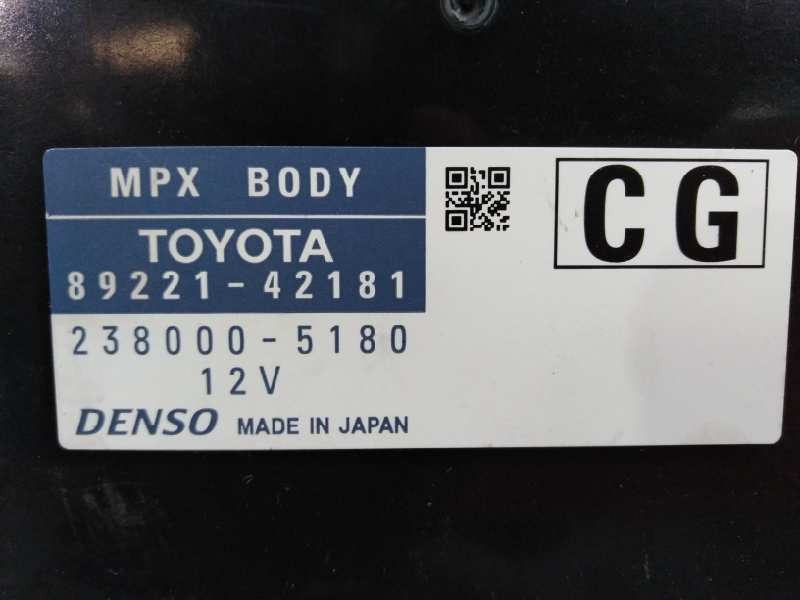 MPX BODY
TOYOTA
89221-42181
238000-5180
12V
DENSO MADE IN JAPAN
CG